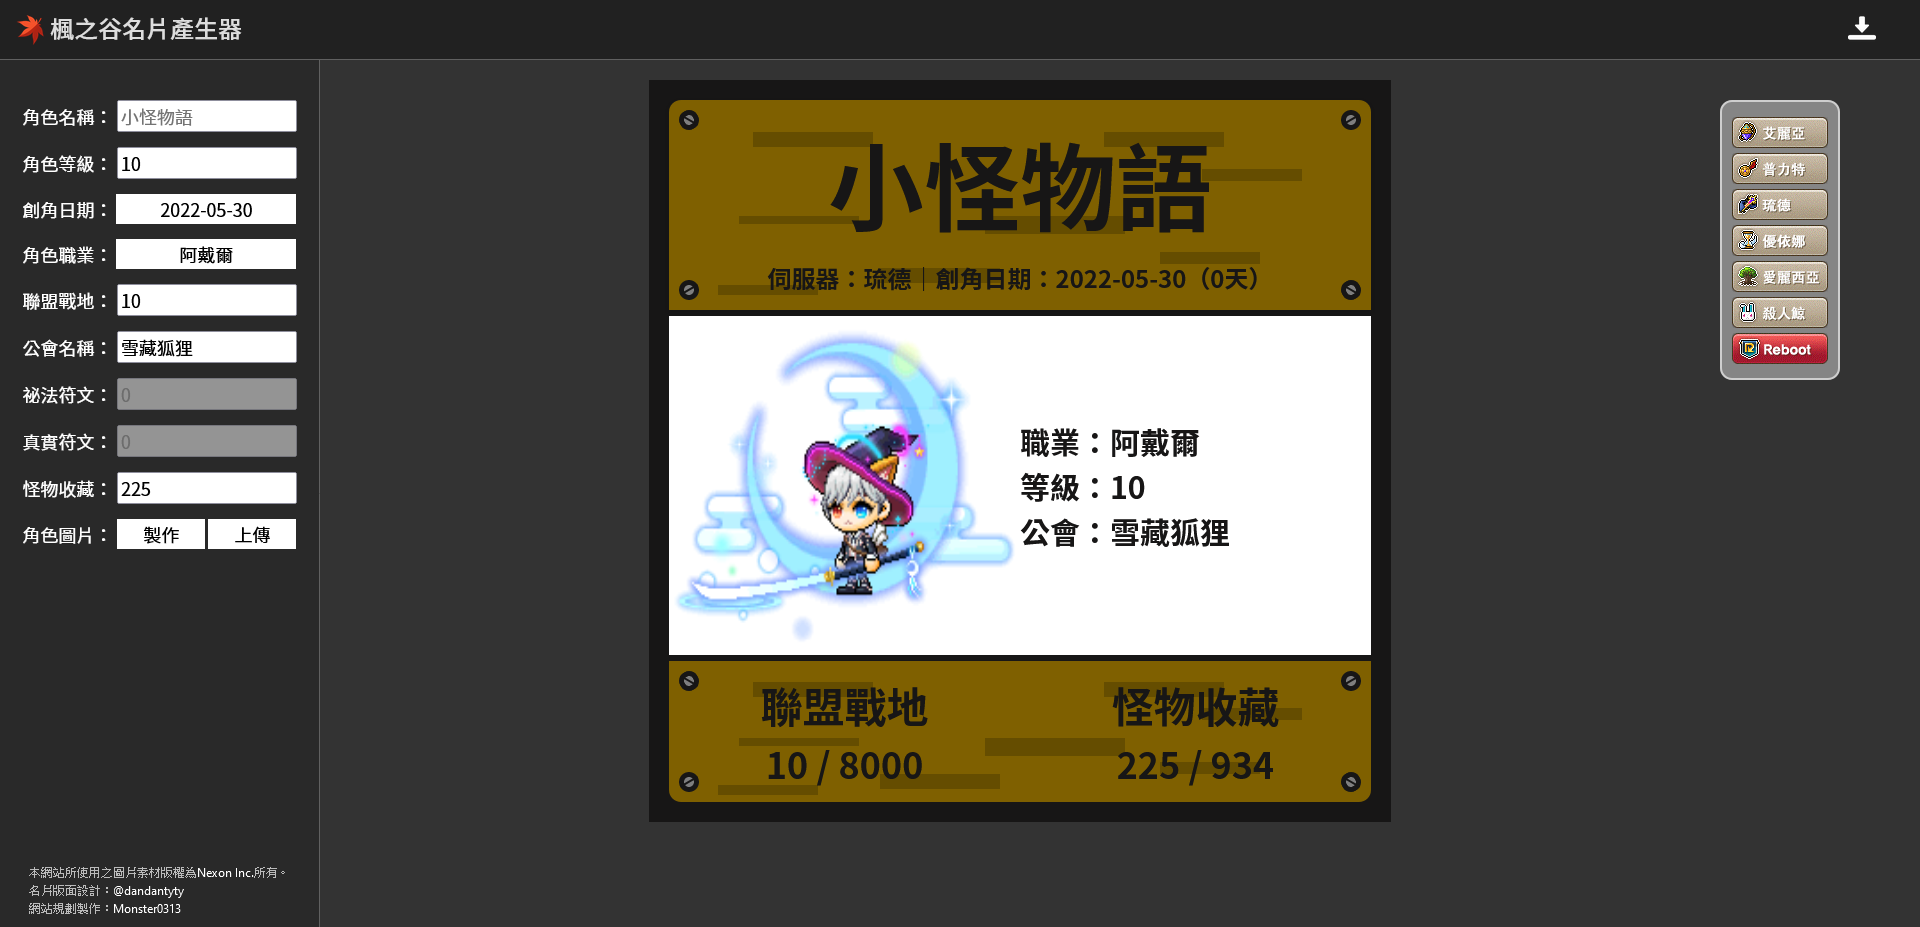 楓之谷名片產生器
角色名稱：小怪物語
角色等級：10
創角日期：2022-05-30
角色職業：阿戴爾
聯盟戰地：10
公會名稱：雪藏狐狸
祕法符文：0
真實符文：0
怪物收藏：225
角色圖片：製作 上傳
本網站所使用之圖片素材版權為Nexon Inc.所有。
名片版面設計：@dandantyty
網站規劃製作：Monster0313
小怪物語
伺服器：琉德｜創角日期：2022-05-30（0天）
職業：阿戴爾
等級：10
公會：雪藏狐狸
聯盟戰地
10 / 8000
怪物收藏
225 / 934
艾麗亞
普力特
琉德
優依娜
愛麗西亞
殺人鯨
Reboot